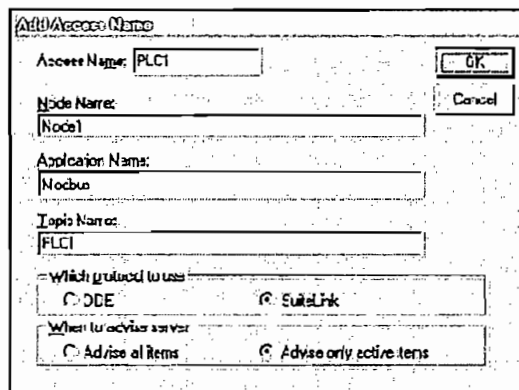 Add Access Name
Access Name: PLC1
OK
Cancel
Node Name:
Node1
Application Name:
Modbus
Topic Name:
PLC1
Which protocol to use
DDE
SuiteLink
When to advise server
Advise all items
Advise only active items